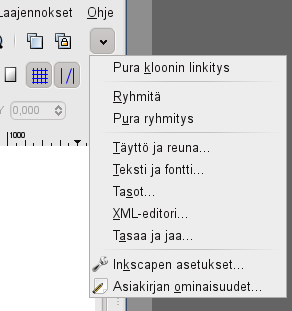 Laajennokset Ohje
Y 0,000
1000
Pura kloonin linkitys
Ryhmitä
Pura ryhmitys
Täyttö ja reuna...
Teksti ja fontti...
Tasot...
XML-editori...
Tasaa ja jaa...
Inkscapen asetukset...
Asiakirjan ominaisuudet...